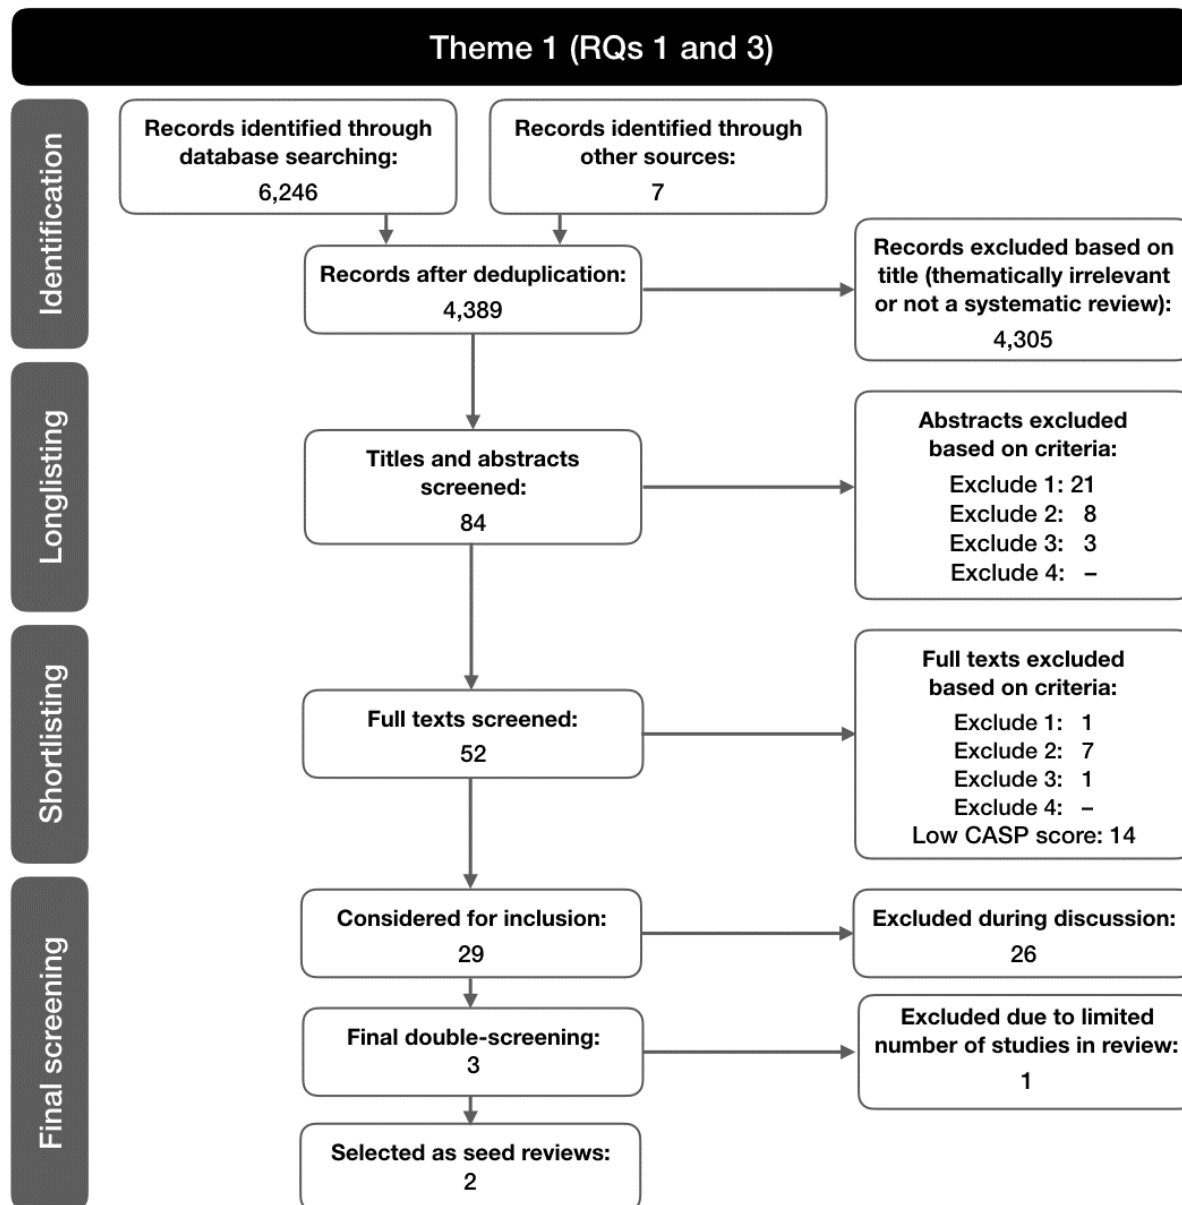 Theme 1 (RQs 1 and 3)
Identification
Records identified through
database searching:
6,246
Records identified through
other sources:
7
Records after deduplication:
4,389
Records excluded based on
title (thematically irrelevant
or not a systematic review):
4,305
Longlisting
Titles and abstracts
screened:
84
Abstracts excluded
based on criteria:
Exclude 1: 21
Exclude 2: 8
Exclude 3: 3
Exclude 4: –
Shortlisting
Full texts screened:
52
Full texts excluded
based on criteria:
Exclude 1: 1
Exclude 2: 7
Exclude 3: 1
Exclude 4: –
Low CASP score: 14
Final screening
Considered for inclusion:
29
Excluded during discussion:
26
Final double-screening:
3
Excluded due to limited
number of studies in review:
1
Selected as seed reviews:
2